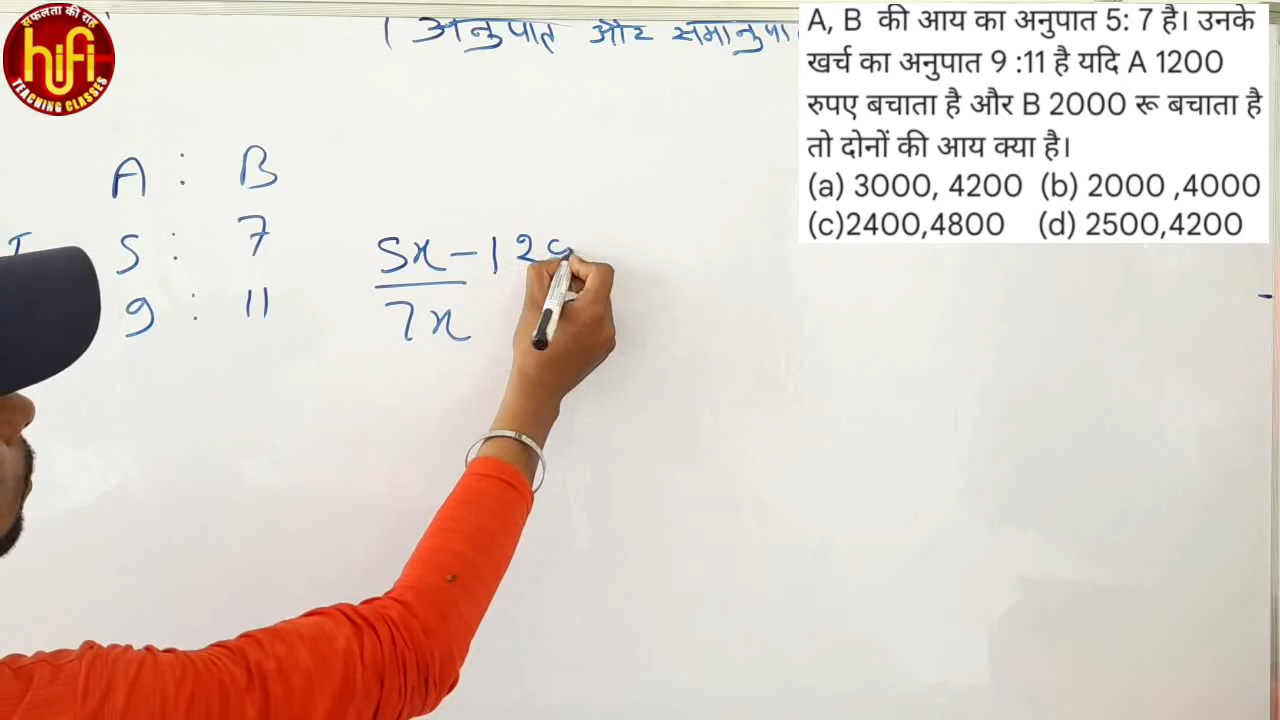 सफलता की राह
hifi
TEACHING CLASSES
अनुपात और समानुपा
A, B की आय का अनुपात 5: 7 है। उनके
खर्च का अनुपात 9 :11 है यदि A 1200
रुपए बचाता है और B 2000 रू बचाता है
तो दोनों की आय क्या है।
(a) 3000, 4200 (b) 2000 ,4000
(c)2400,4800 (d) 2500,4200
A : B
5 : 7
9 : 11
5x-12
7x